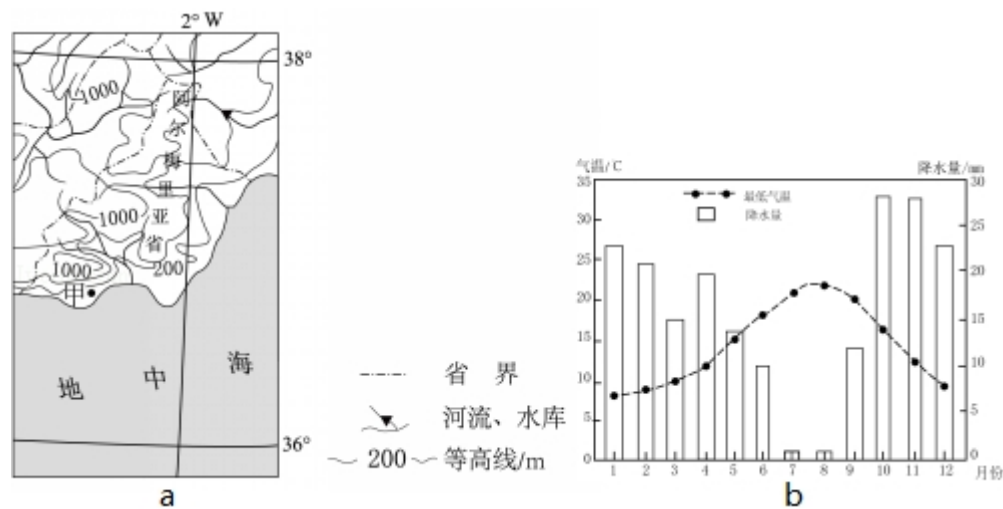 2° W
38°
1000
阿
尔
梅
里
1000
亚
省
1000
200
甲
地 中 海
36°
省 界
河流、水库
200 等高线/m
a
气温/C
降水量/mm
35
30
25
20
15
10
5
0
30
25
20
15
10
5
0
最低气温
降水量
1 2 3 4 5 6 7 8 9 10 11 12 月份
b